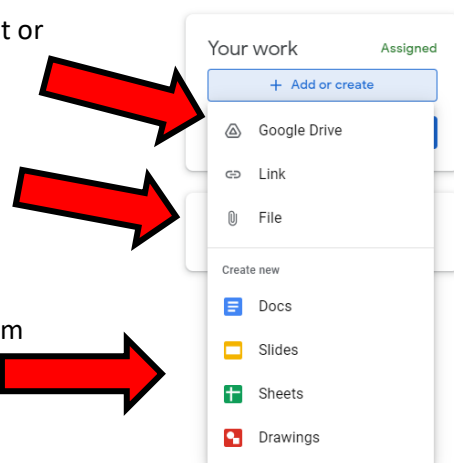 t or
Your work
Assigned
+ Add or create
Google Drive
Link
File
Create new
Docs
m
Slides
Sheets
Drawings